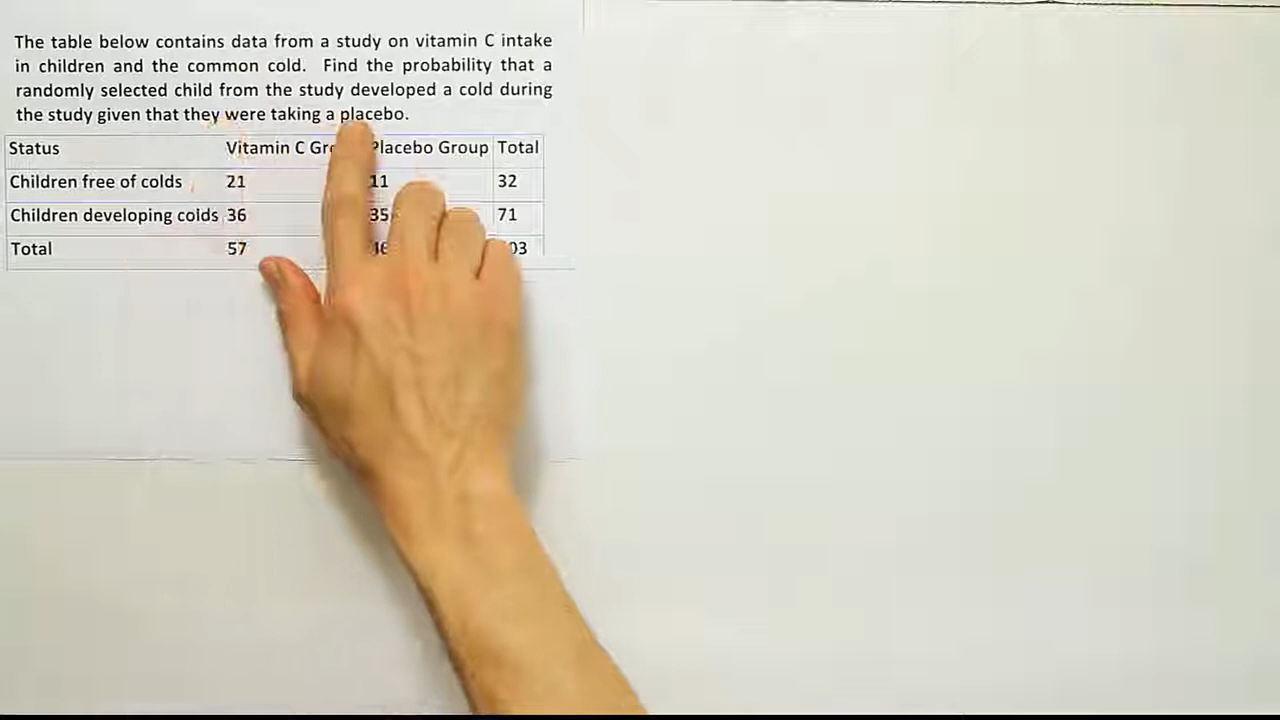 The table below contains data from a study on vitamin C intake
in children and the common cold. Find the probability that a
randomly selected child from the study developed a cold during
the study given that they were taking a placebo.
Status Vitamin C Placebo Group Total
Children free of colds 21 11 32
Children developing colds 36 35 71
Total 57